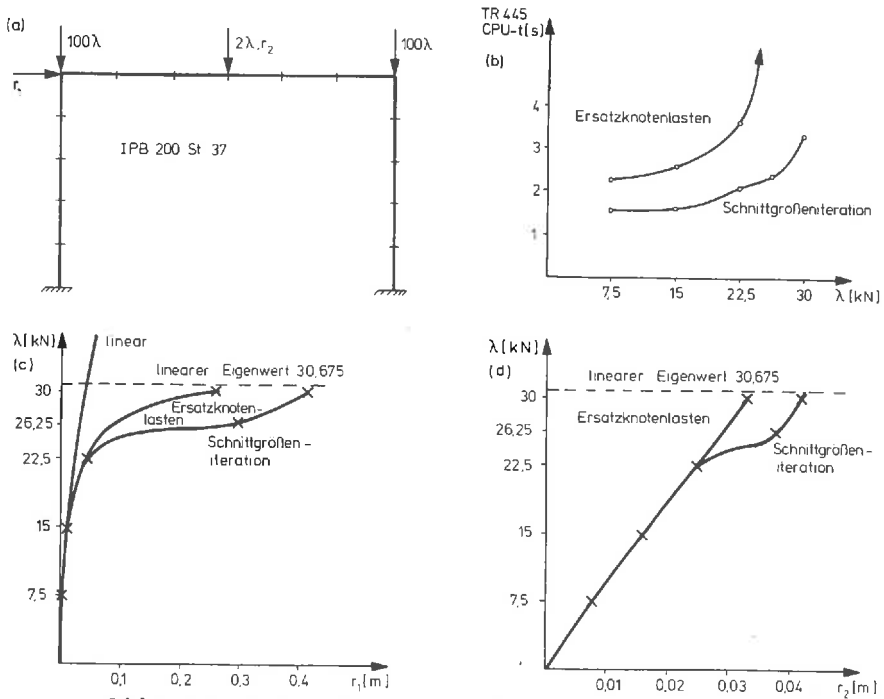 (a)
100λ
2λ, r₂
100λ
r₁
IPB 200 St 37
TR 445
CPU-t[s]
(b)
4
3
2
1
Ersatzknotenlasten
Schnittgrößeniteration
7,5
15
22,5
30
λ [kN]
λ[kN]
(c)
linear
linearer Eigenwert 30,675
30
26,25
22,5
15
7,5
Ersatzknoten-
lasten
Schnittgrößen-
iteration
0,1
0,2
0,3
0,4
r₁[m]
λ[kN]
(d)
linearer Eigenwert 30,675
30
26,25
22,5
15
7,5
Ersatzknotenlasten
Schnittgrößen-
iteration
0,01
0,02
0,03
0,04
r₂[m]